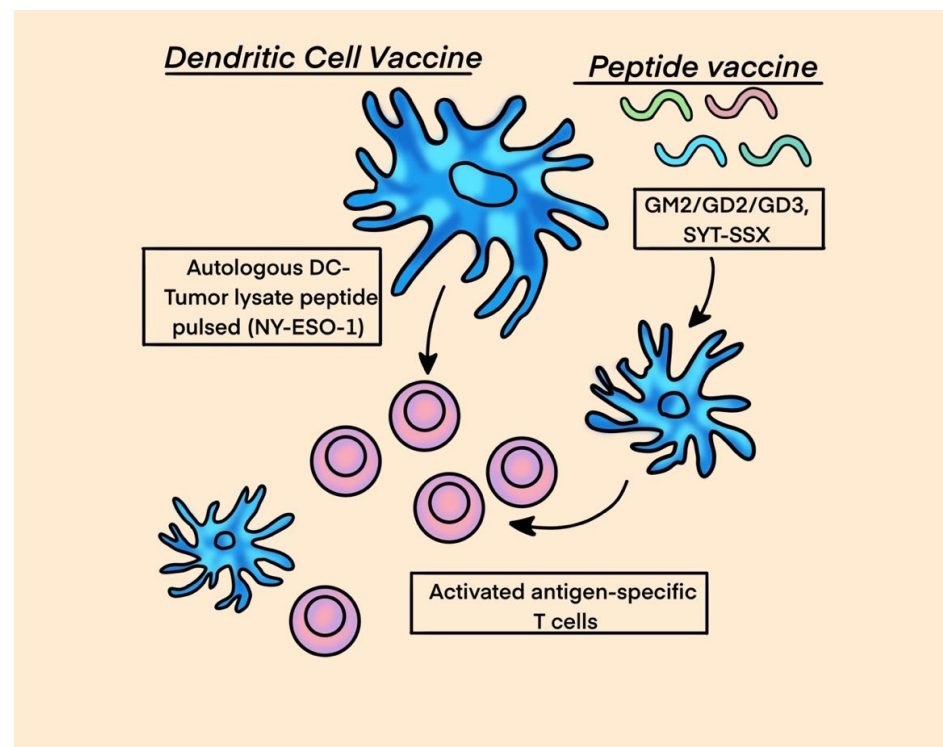 Dendritic Cell Vaccine
Peptide vaccine
GM2/GD2/GD3,
SYT-SSX
Autologous DC-
Tumor lysate peptide
pulsed (NY-ESO-1)
Activated antigen-specific
T cells